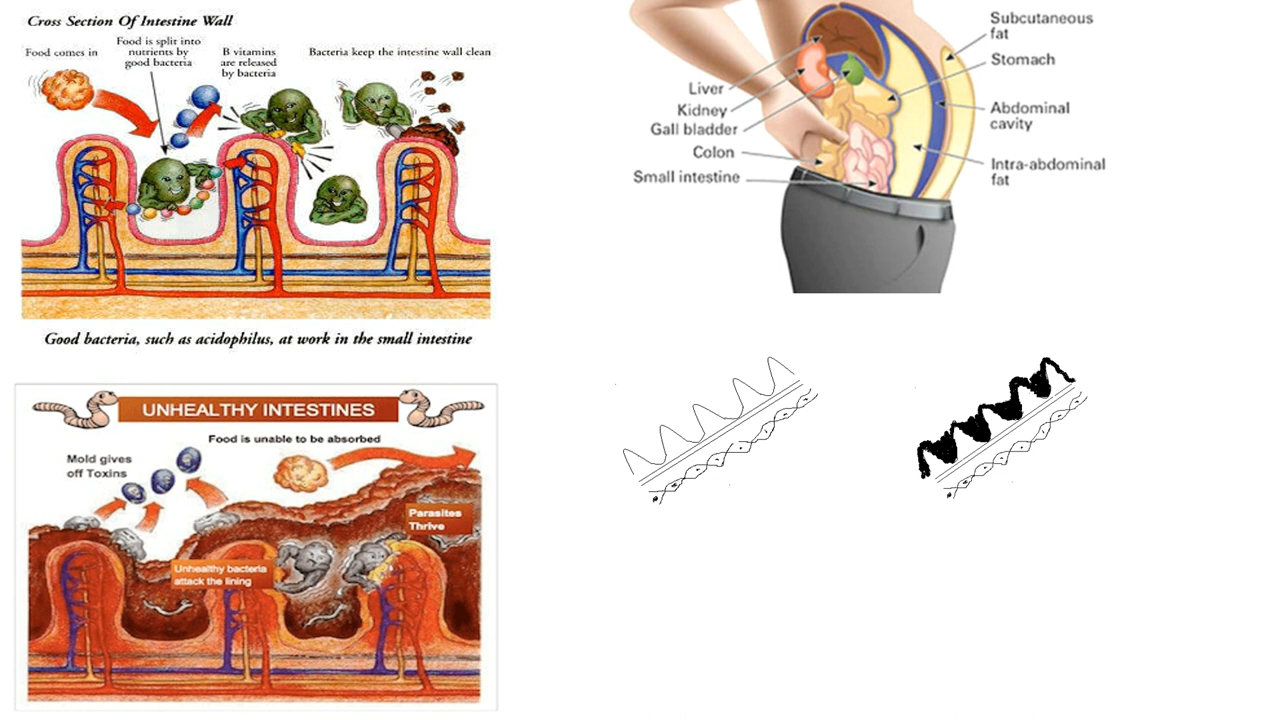 Cross Section Of Intestine Wall
Food comes in
Food is split into
nutrients by
good bacteria
B vitamins
are released
by bacteria
Bacteria keep the intestine wall clean
Good bacteria, such as acidophilus, at work in the small intestine
Subcutaneous
fat
Stomach
Abdominal
cavity
Intra-abdominal
fat
Liver
Kidney
Gall bladder
Colon
Small intestine
UNHEALTHY INTESTINES
Food is unable to be absorbed
Mold gives
off Toxins
Parasites
Thrive
Unhealthy bacteria
attack the lining